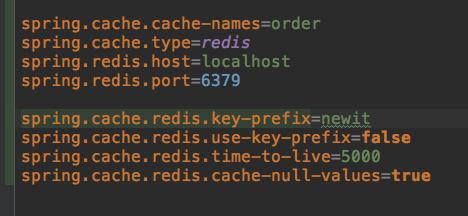 spring.cache.cache-names=order
spring.cache.type=redis
spring.redis.host=localhost
spring.redis.port=6379
spring.cache.redis.key-prefix=newit
spring.cache.redis.use-key-prefix=false
spring.cache.redis.time-to-live=5000
spring.cache.redis.cache-null-values=true